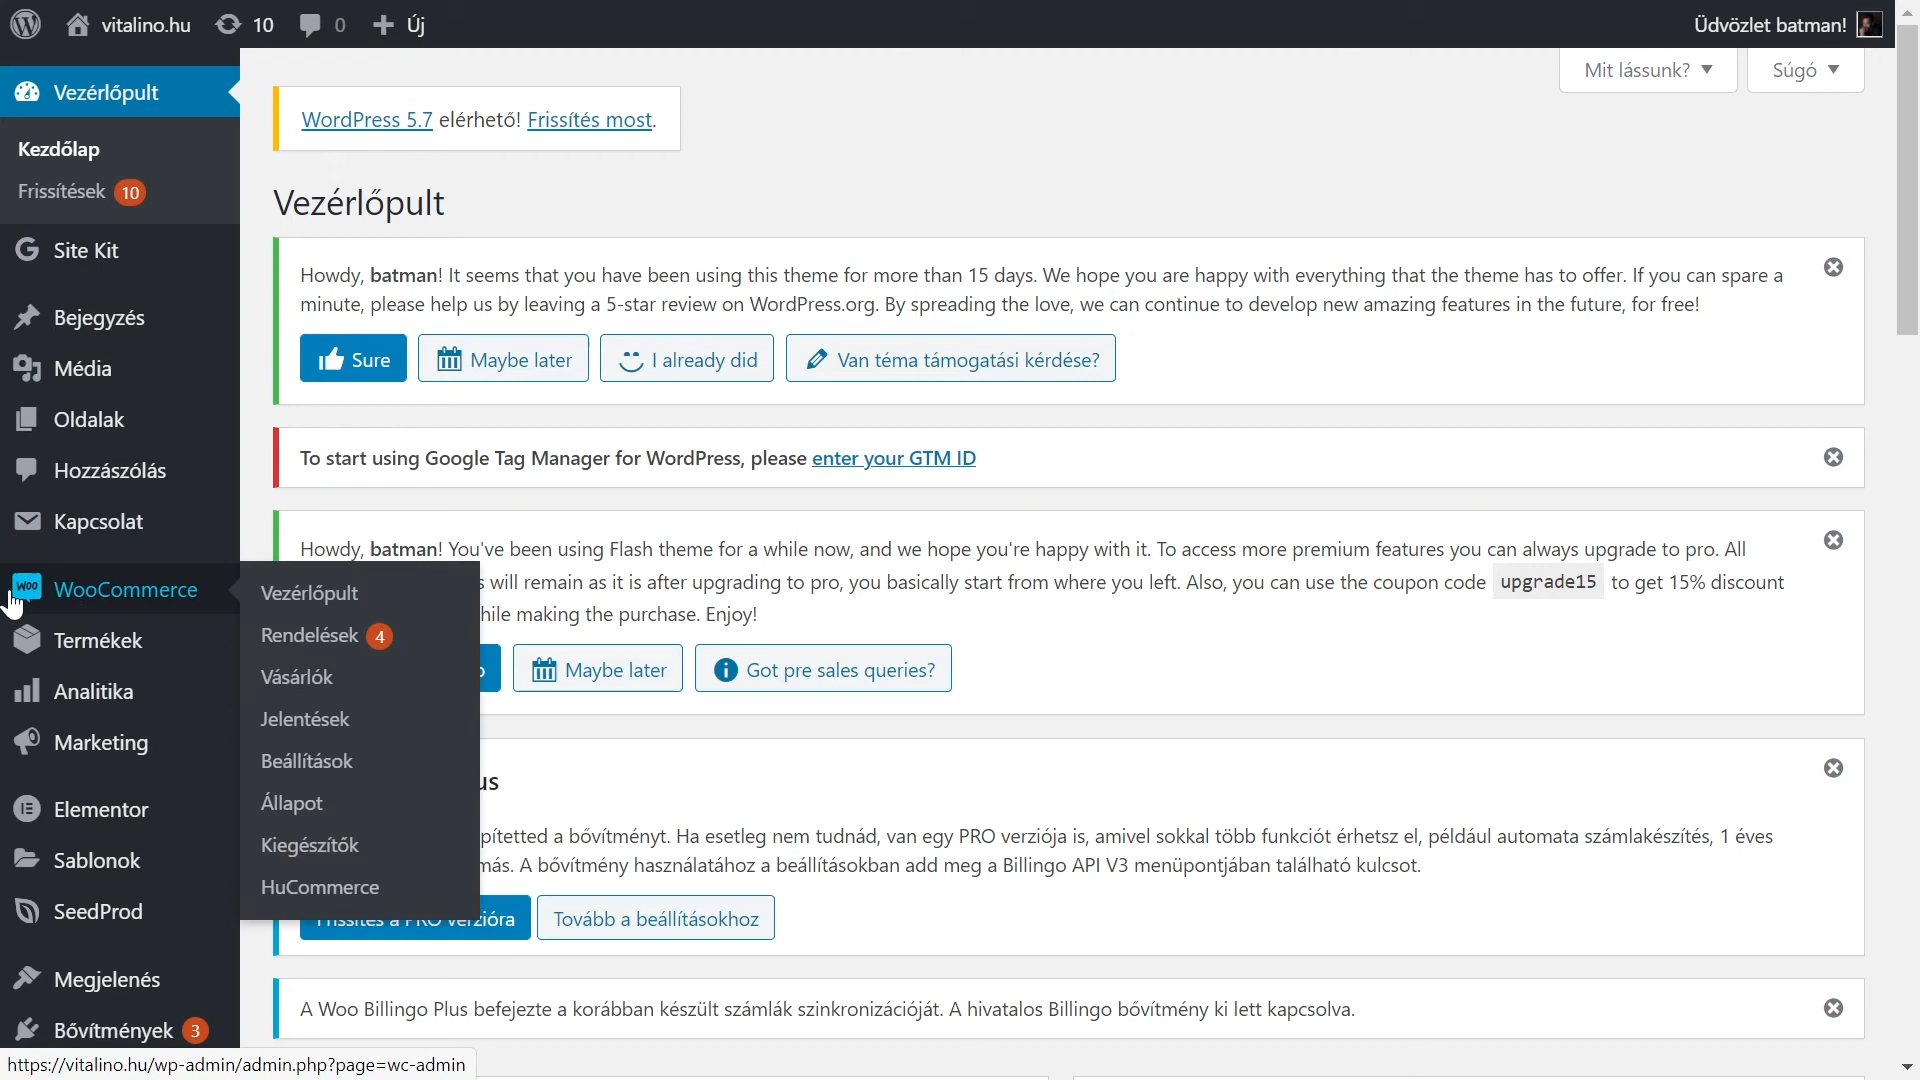 vitalino.hu 10 0 Új Üdvözlet batman!
Mit lássunk? Súgó
Vezérlőpult
Kezdőlap
Frissítések 10
Site Kit
Bejegyzés
Média
Oldalak
Hozzászólás
Kapcsolat
WooCommerce
Termékek
Analitika
Marketing
Elementor
Sablonok
SeedProd
Megjelenés
Bővítmények 3
Vezérlőpult
Rendelések 4
Vásárlók
Jelentések
Beállítások
Állapot
Kiegészítők
HuCommerce
WordPress 5.7 elérhető! Frissítés most.
Vezérlőpult
Howdy, batman! It seems that you have been using this theme for more than 15 days. We hope you are happy with everything that the theme has to offer. If you can spare a
minute, please help us by leaving a 5-star review on WordPress.org. By spreading the love, we can continue to develop new amazing features in the future, for free!
Sure Maybe later I already did Van téma támogatási kérdése?
To start using Google Tag Manager for WordPress, please enter your GTM ID
Howdy, batman! You've been using Flash theme for a while now, and we hope you're happy with it. To access more premium features you can always upgrade to pro. All
will remain as it is after upgrading to pro, you basically start from where you left. Also, you can use the coupon code upgrade15 to get 15% discount
while making the purchase. Enjoy!
Maybe later Got pre sales queries?
pítetted a bővítményt. Ha esetleg nem tudnád, van egy PRO verziója is, amivel sokkal több funkciót érhetsz el, például automata számlakészítés, 1 éves
más. A bővítmény használatához a beállításokban add meg a Billingo API V3 menüpontjában található kulcsot.
Frissítés a PRO verzióra Tovább a beállításokhoz
A Woo Billingo Plus befejezte a korábban készült számlák szinkronizációját. A hivatalos Billingo bővítmény ki lett kapcsolva.
https://vitalino.hu/wp-admin/admin.php?page=wc-admin